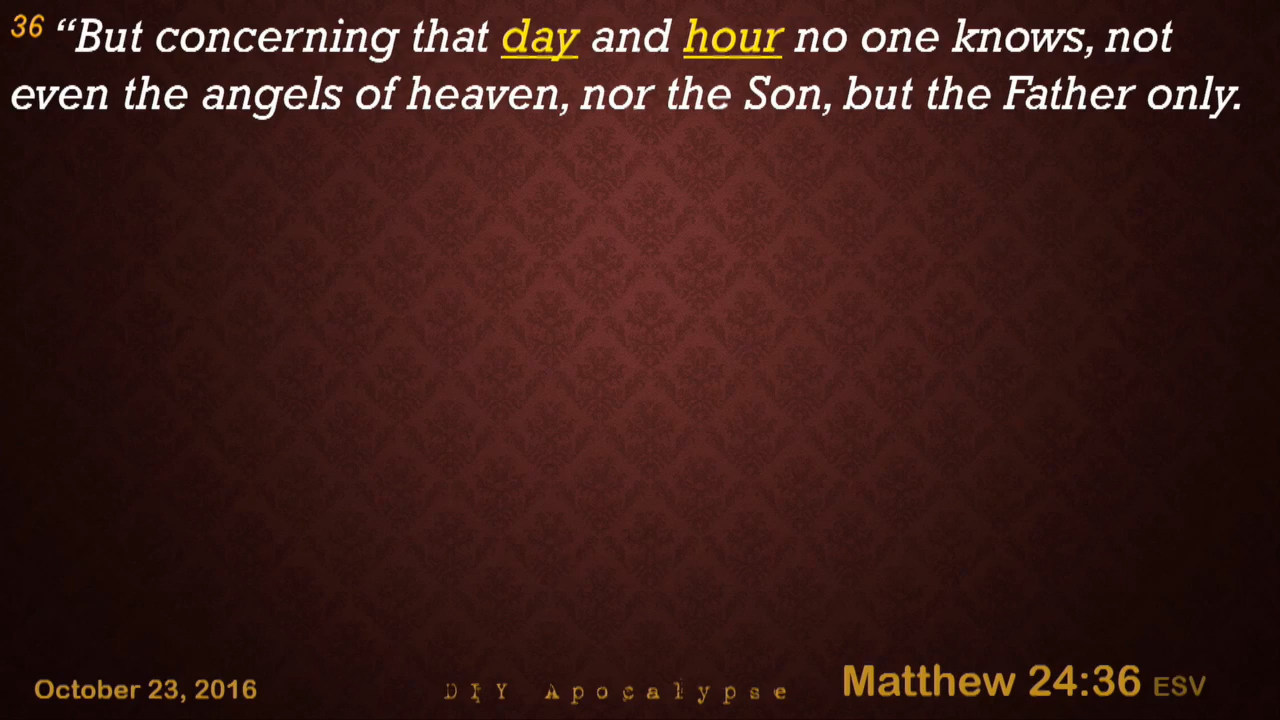 36 “But concerning that day and hour no one knows, not
even the angels of heaven, nor the Son, but the Father only.
October 23, 2016
DIY Apocalypse
Matthew 24:36 ESV